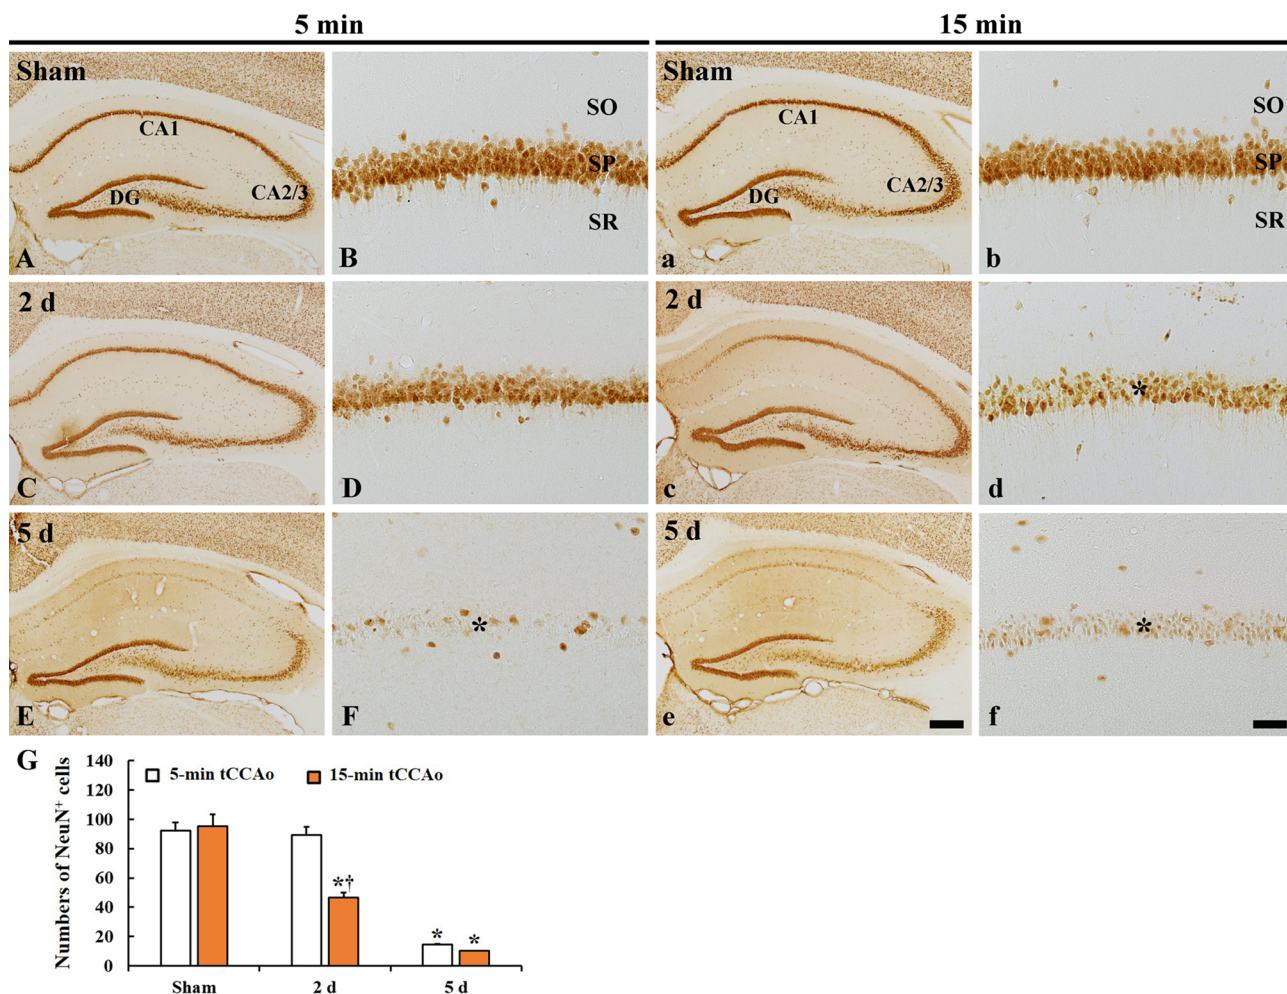 5 min 15 min
Sham Sham
SO SO
CA1 CA1
SP SP
CA2/3 CA2/3
DG DG
SR SR
A B a b
2 d 2 d
*
C D c d
5 d 5 d
* *
E F e f
G
140
120
100
80
60
40
20
0
Numbers of NeuN⁺ cells
5-min tCCAo 15-min tCCAo
*†
* *
Sham 2 d 5 d